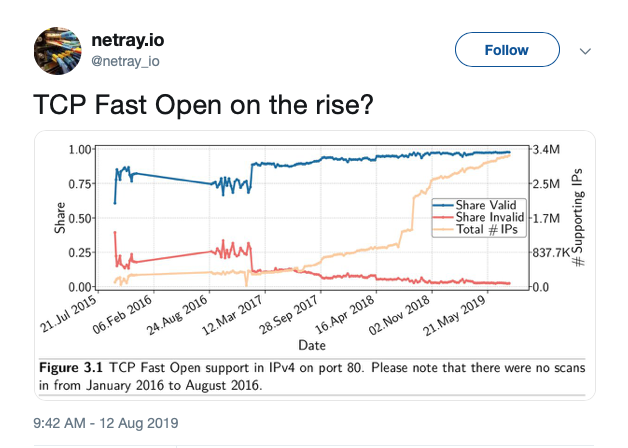 netray.io
@netray_io
Follow
TCP Fast Open on the rise?
1.00
0.75
0.50
0.25
0.00
Share
3.4M
2.5M
1.7M
837.7K
0.0
# Supporting IPs
Share Valid
Share Invalid
Total # IPs
21.Jul 2015
06.Feb 2016
24.Aug 2016
12.Mar 2017
28.Sep 2017
16.Apr 2018
02.Nov 2018
21.May 2019
Date
Figure 3.1 TCP Fast Open support in IPv4 on port 80. Please note that there were no scans
in from January 2016 to August 2016.
9:42 AM - 12 Aug 2019